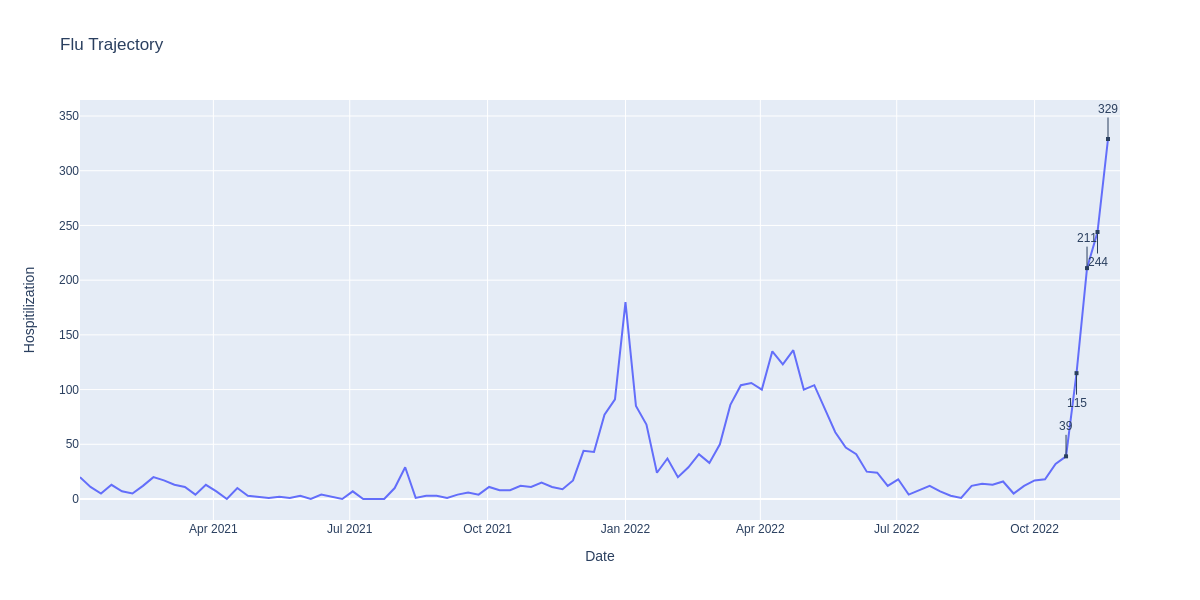 Flu Trajectory
350
300
250
200
150
100
50
0
Hospitilization
329
211
244
115
39
Apr 2021
Jul 2021
Oct 2021
Jan 2022
Apr 2022
Jul 2022
Oct 2022
Date